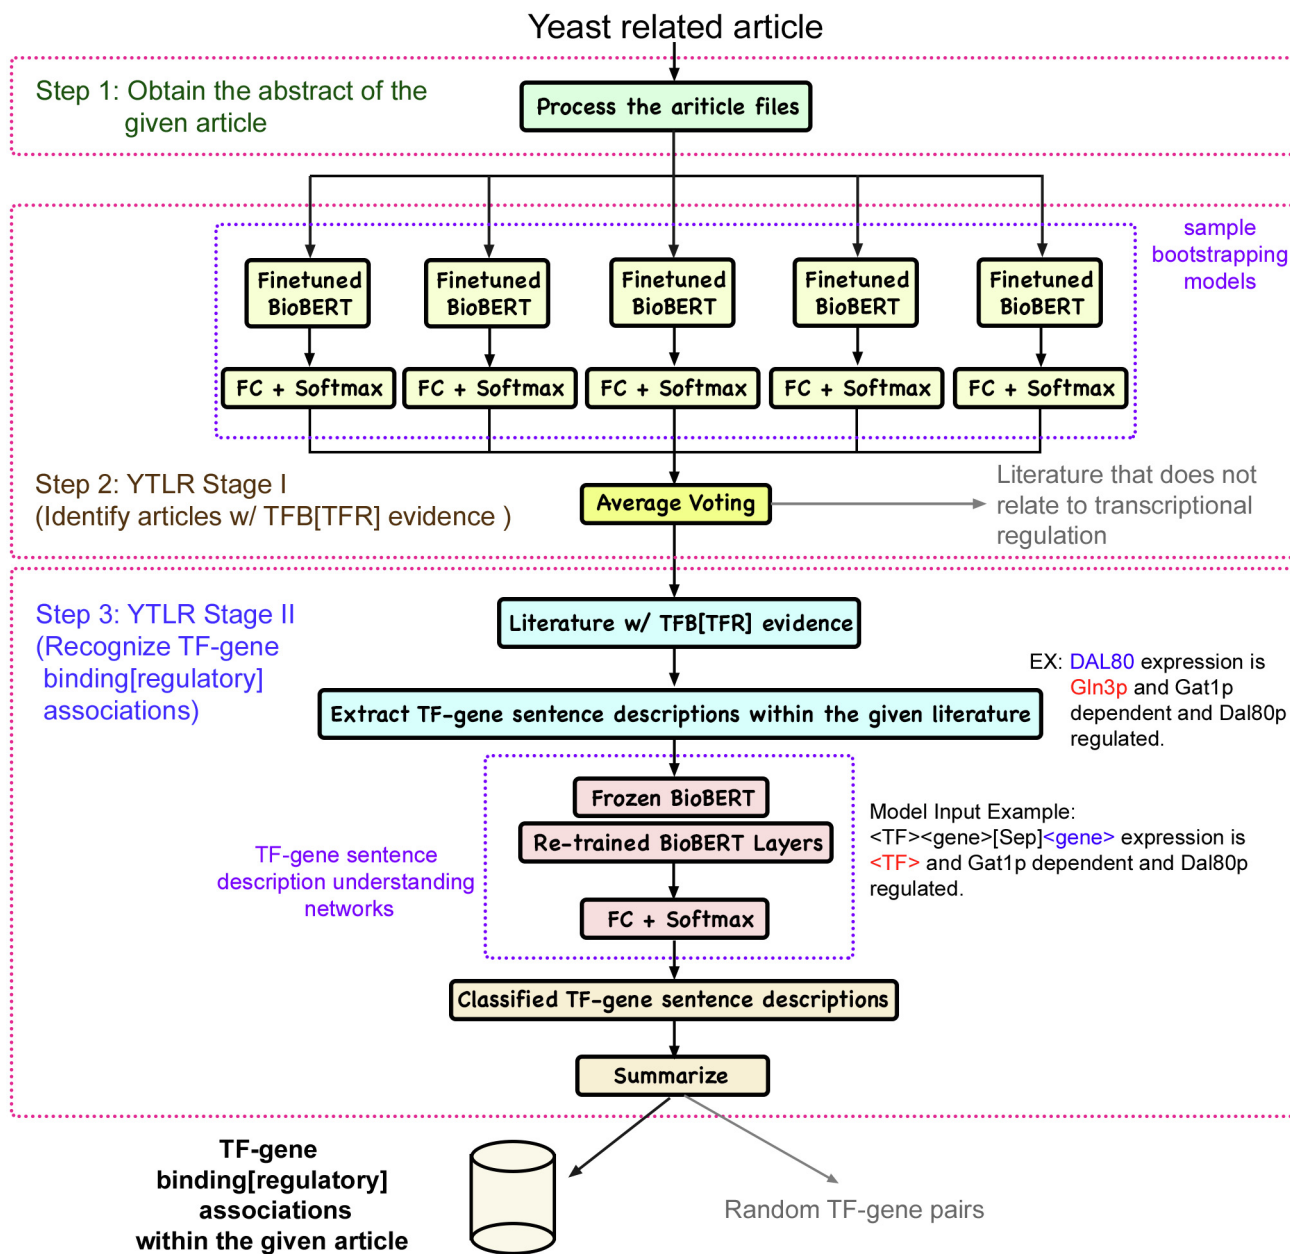 Yeast related article
Step 1: Obtain the abstract of the
given article
Process the ariticle files
sample
bootstrapping
models
Finetuned
BioBERT
Finetuned
BioBERT
Finetuned
BioBERT
Finetuned
BioBERT
Finetuned
BioBERT
FC + Softmax
FC + Softmax
FC + Softmax
FC + Softmax
FC + Softmax
Step 2: YTLR Stage I
(Identify articles w/ TFB[TFR] evidence )
Average Voting
Literature that does not
relate to transcriptional
regulation
Step 3: YTLR Stage II
(Recognize TF-gene
binding[regulatory]
associations)
Literature w/ TFB[TFR] evidence
Extract TF-gene sentence descriptions within the given literature
EX: DAL80 expression is
Gln3p and Gat1p
dependent and Dal80p
regulated.
Frozen BioBERT
Re-trained BioBERT Layers
FC + Softmax
TF-gene sentence
description understanding
networks
Model Input Example:
<TF><gene>[Sep]<gene> expression is
<TF> and Gat1p dependent and Dal80p
regulated.
Classified TF-gene sentence descriptions
Summarize
TF-gene
binding[regulatory]
associations
within the given article
Random TF-gene pairs